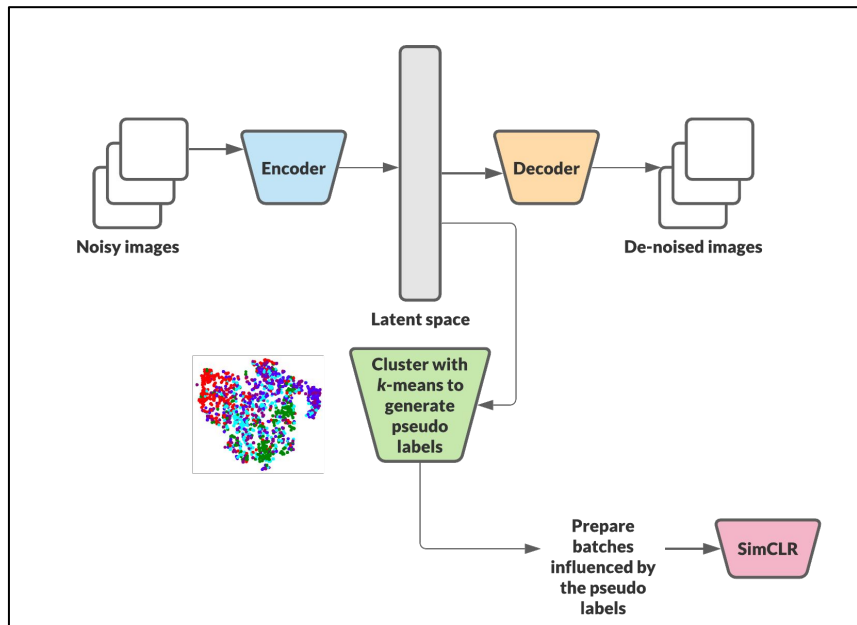 Encoder
Decoder
Noisy images
De-noised images
Latent space
Cluster with
k-means to
generate
pseudo
labels
Prepare
batches
influenced by
the pseudo
labels
SimCLR